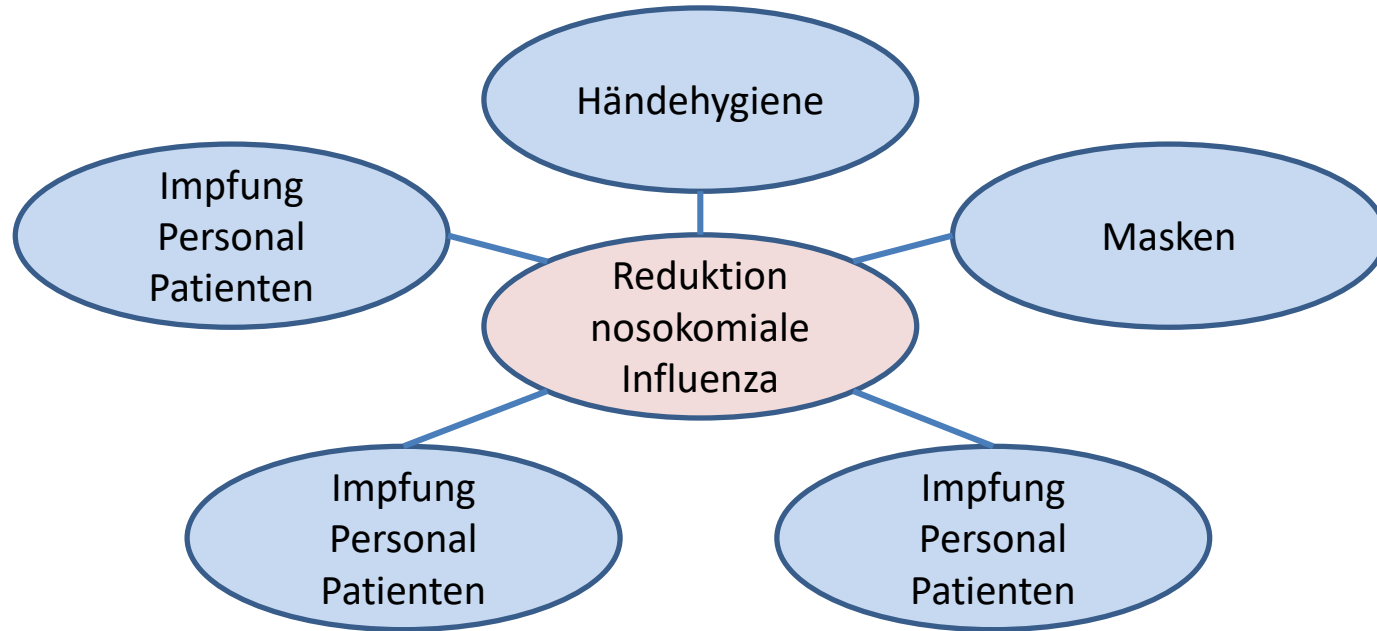 Händehygiene
Impfung
Personal
Patienten
Masken
Reduktion
nosokomiale
Influenza
Impfung
Personal
Patienten
Impfung
Personal
Patienten